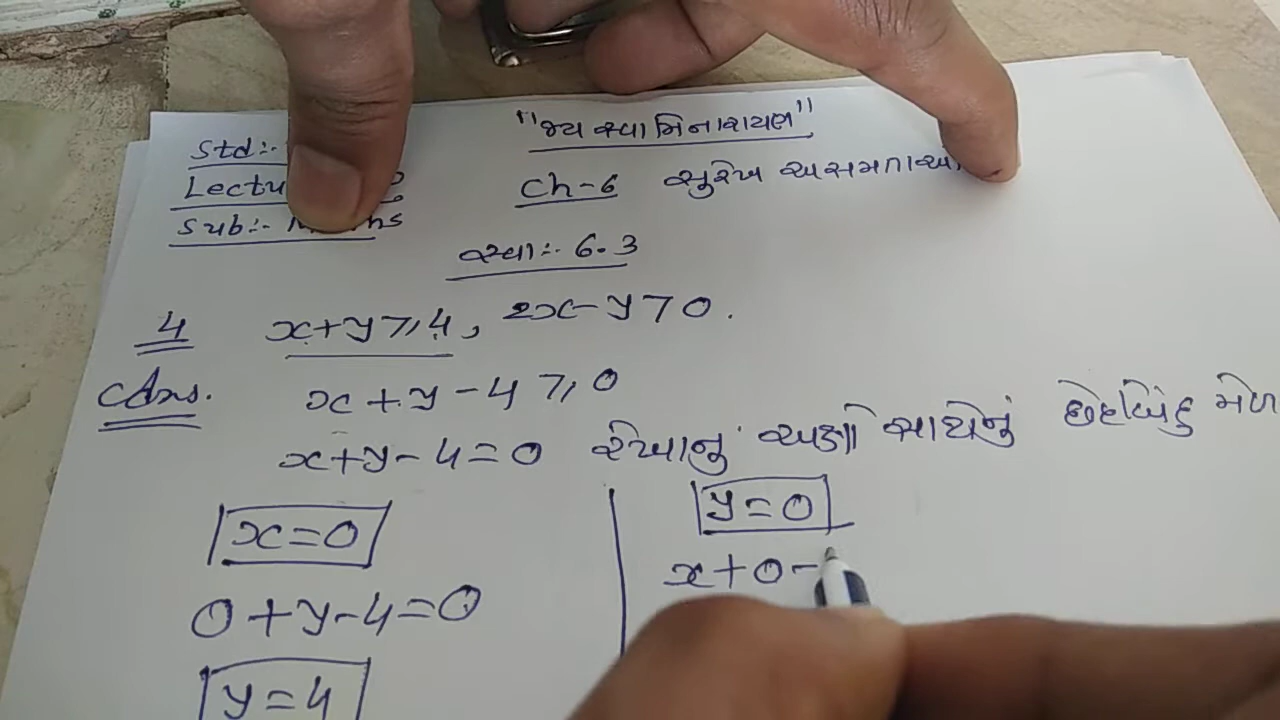 "જય સ્વામિનારાયણ"
Std:-
Ch-6 સુરેખ અસમતાઓ
Sub:- Maths
સ્વા:- 6.3
4 x+y≥4, 2x-y>0.
Ans. x+y-4≥0
x+y-4=0 રેખાનું અક્ષો સાથેનું છેદબિંદુ
x=0
y=0
0+y-4=0
x+0-
y=4